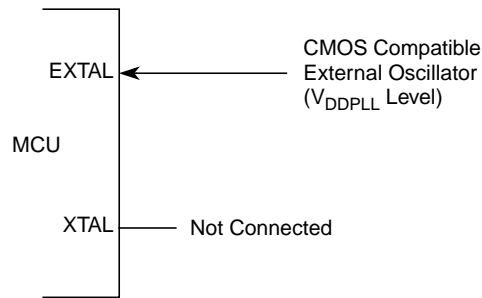 CMOS Compatible
External Oscillator
(VDDPLL Level)
EXTAL
MCU
XTAL
Not Connected